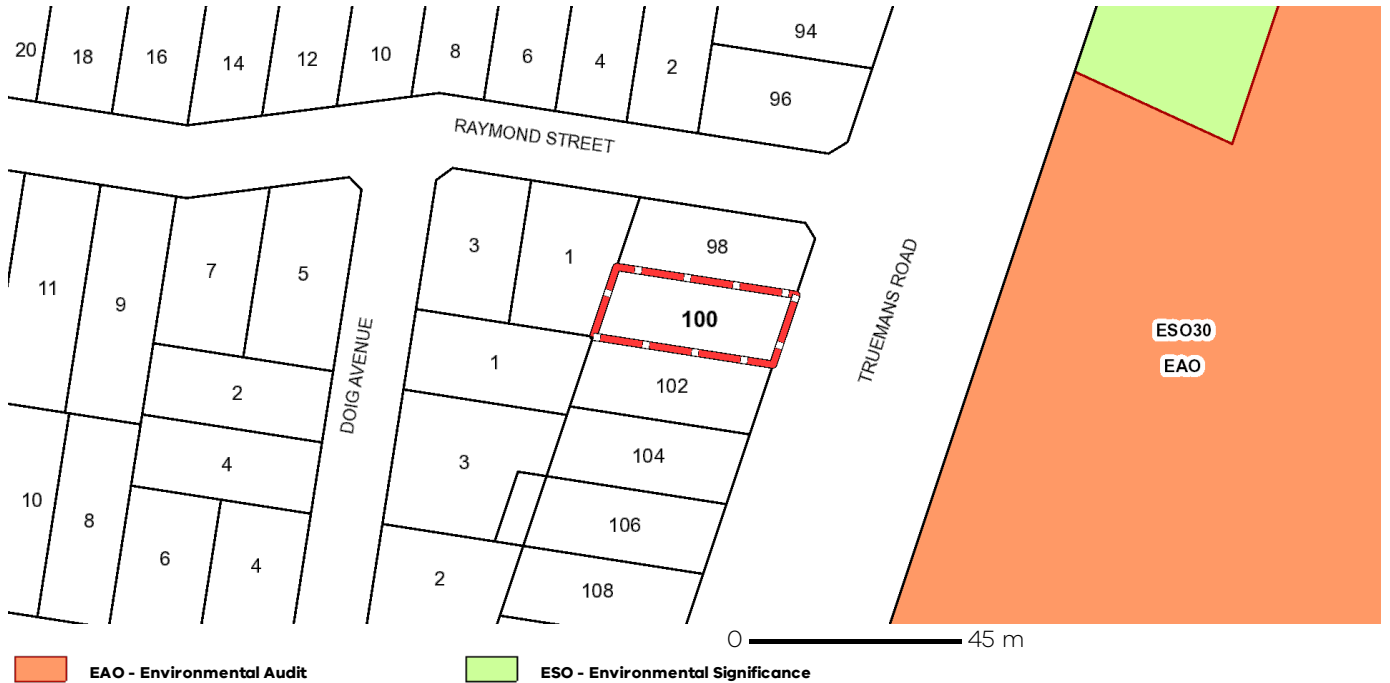 20 18 16 14 12 10 8 6 4 2 94
96
RAYMOND STREET
11 9 7 5 3 1 98
100
DOIG AVENUE
TRUEMANS ROAD
ESO30
EAO
2 1 102
4 3 104
10 8 106
6 4 2 108
0 45 m
EAO - Environmental Audit
ESO - Environmental Significance